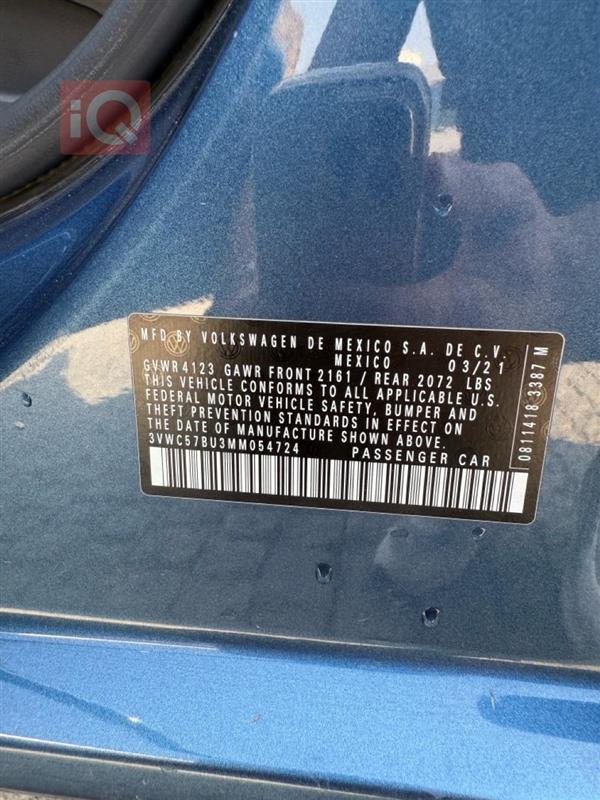 iQ
MFD BY VOLKSWAGEN DE MEXICO S.A. DE C.V.
MEXICO 03/21
GVWR 4123 GAWR FRONT 2161 / REAR 2072 LBS
THIS VEHICLE CONFORMS TO ALL APPLICABLE U.S.
FEDERAL MOTOR VEHICLE SAFETY, BUMPER AND
THEFT PREVENTION STANDARDS IN EFFECT ON
THE DATE OF MANUFACTURE SHOWN ABOVE.
3VWC57BU3MM054724 PASSENGER CAR
0811418 3387 M